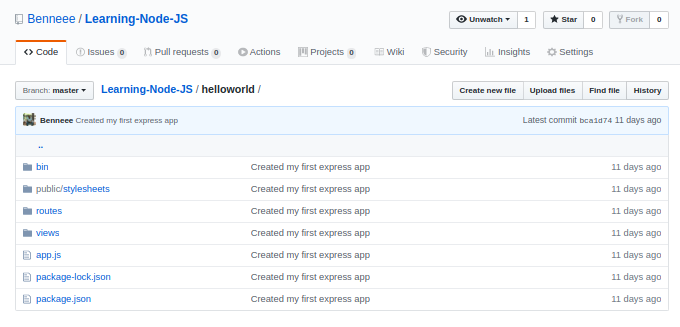 Benneee / Learning-Node-JS
Unwatch 1 Star 0 Fork 0
Code Issues 0 Pull requests 0 Actions Projects 0 Wiki Security Insights Settings
Branch: master Learning-Node-JS / helloworld / Create new file Upload files Find file History
Benneee Created my first express app Latest commit bca1d74 11 days ago
..
bin Created my first express app 11 days ago
public/stylesheets Created my first express app 11 days ago
routes Created my first express app 11 days ago
views Created my first express app 11 days ago
app.js Created my first express app 11 days ago
package-lock.json Created my first express app 11 days ago
package.json Created my first express app 11 days ago